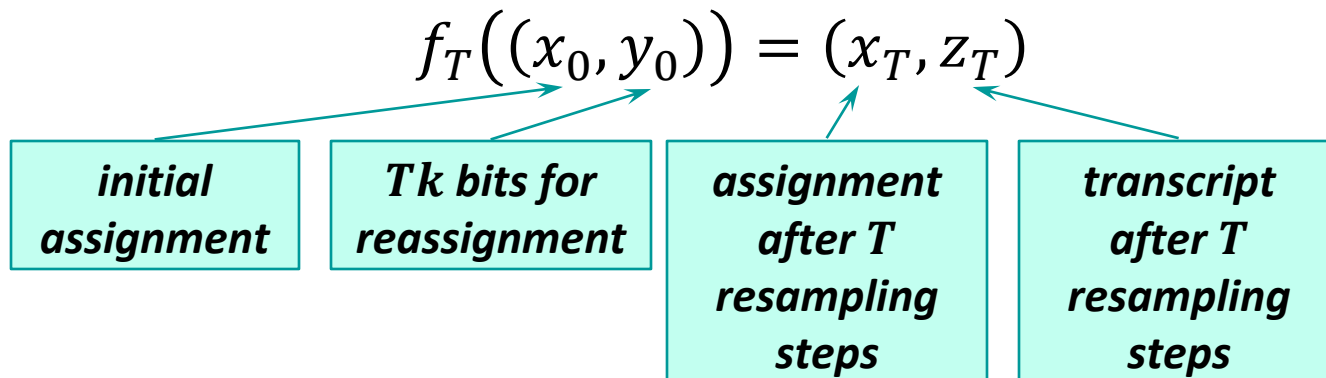 f_T((x_0, y_0)) = (x_T, z_T)
initial
assignment
Tk bits for
reassignment
assignment
after T
resampling
steps
transcript
after T
resampling
steps